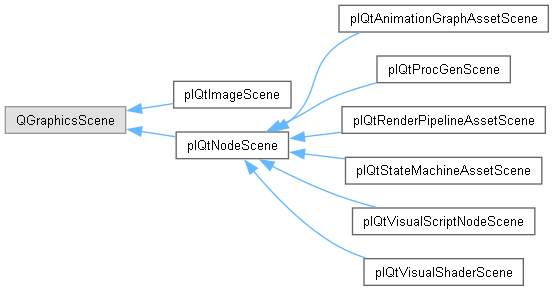 plQtAnimationGraphAssetScene
plQtProcGenScene
plQtImageScene
QGraphicsScene
plQtRenderPipelineAssetScene
plQtNodeScene
plQtStateMachineAssetScene
plQtVisualScriptNodeScene
plQtVisualShaderScene